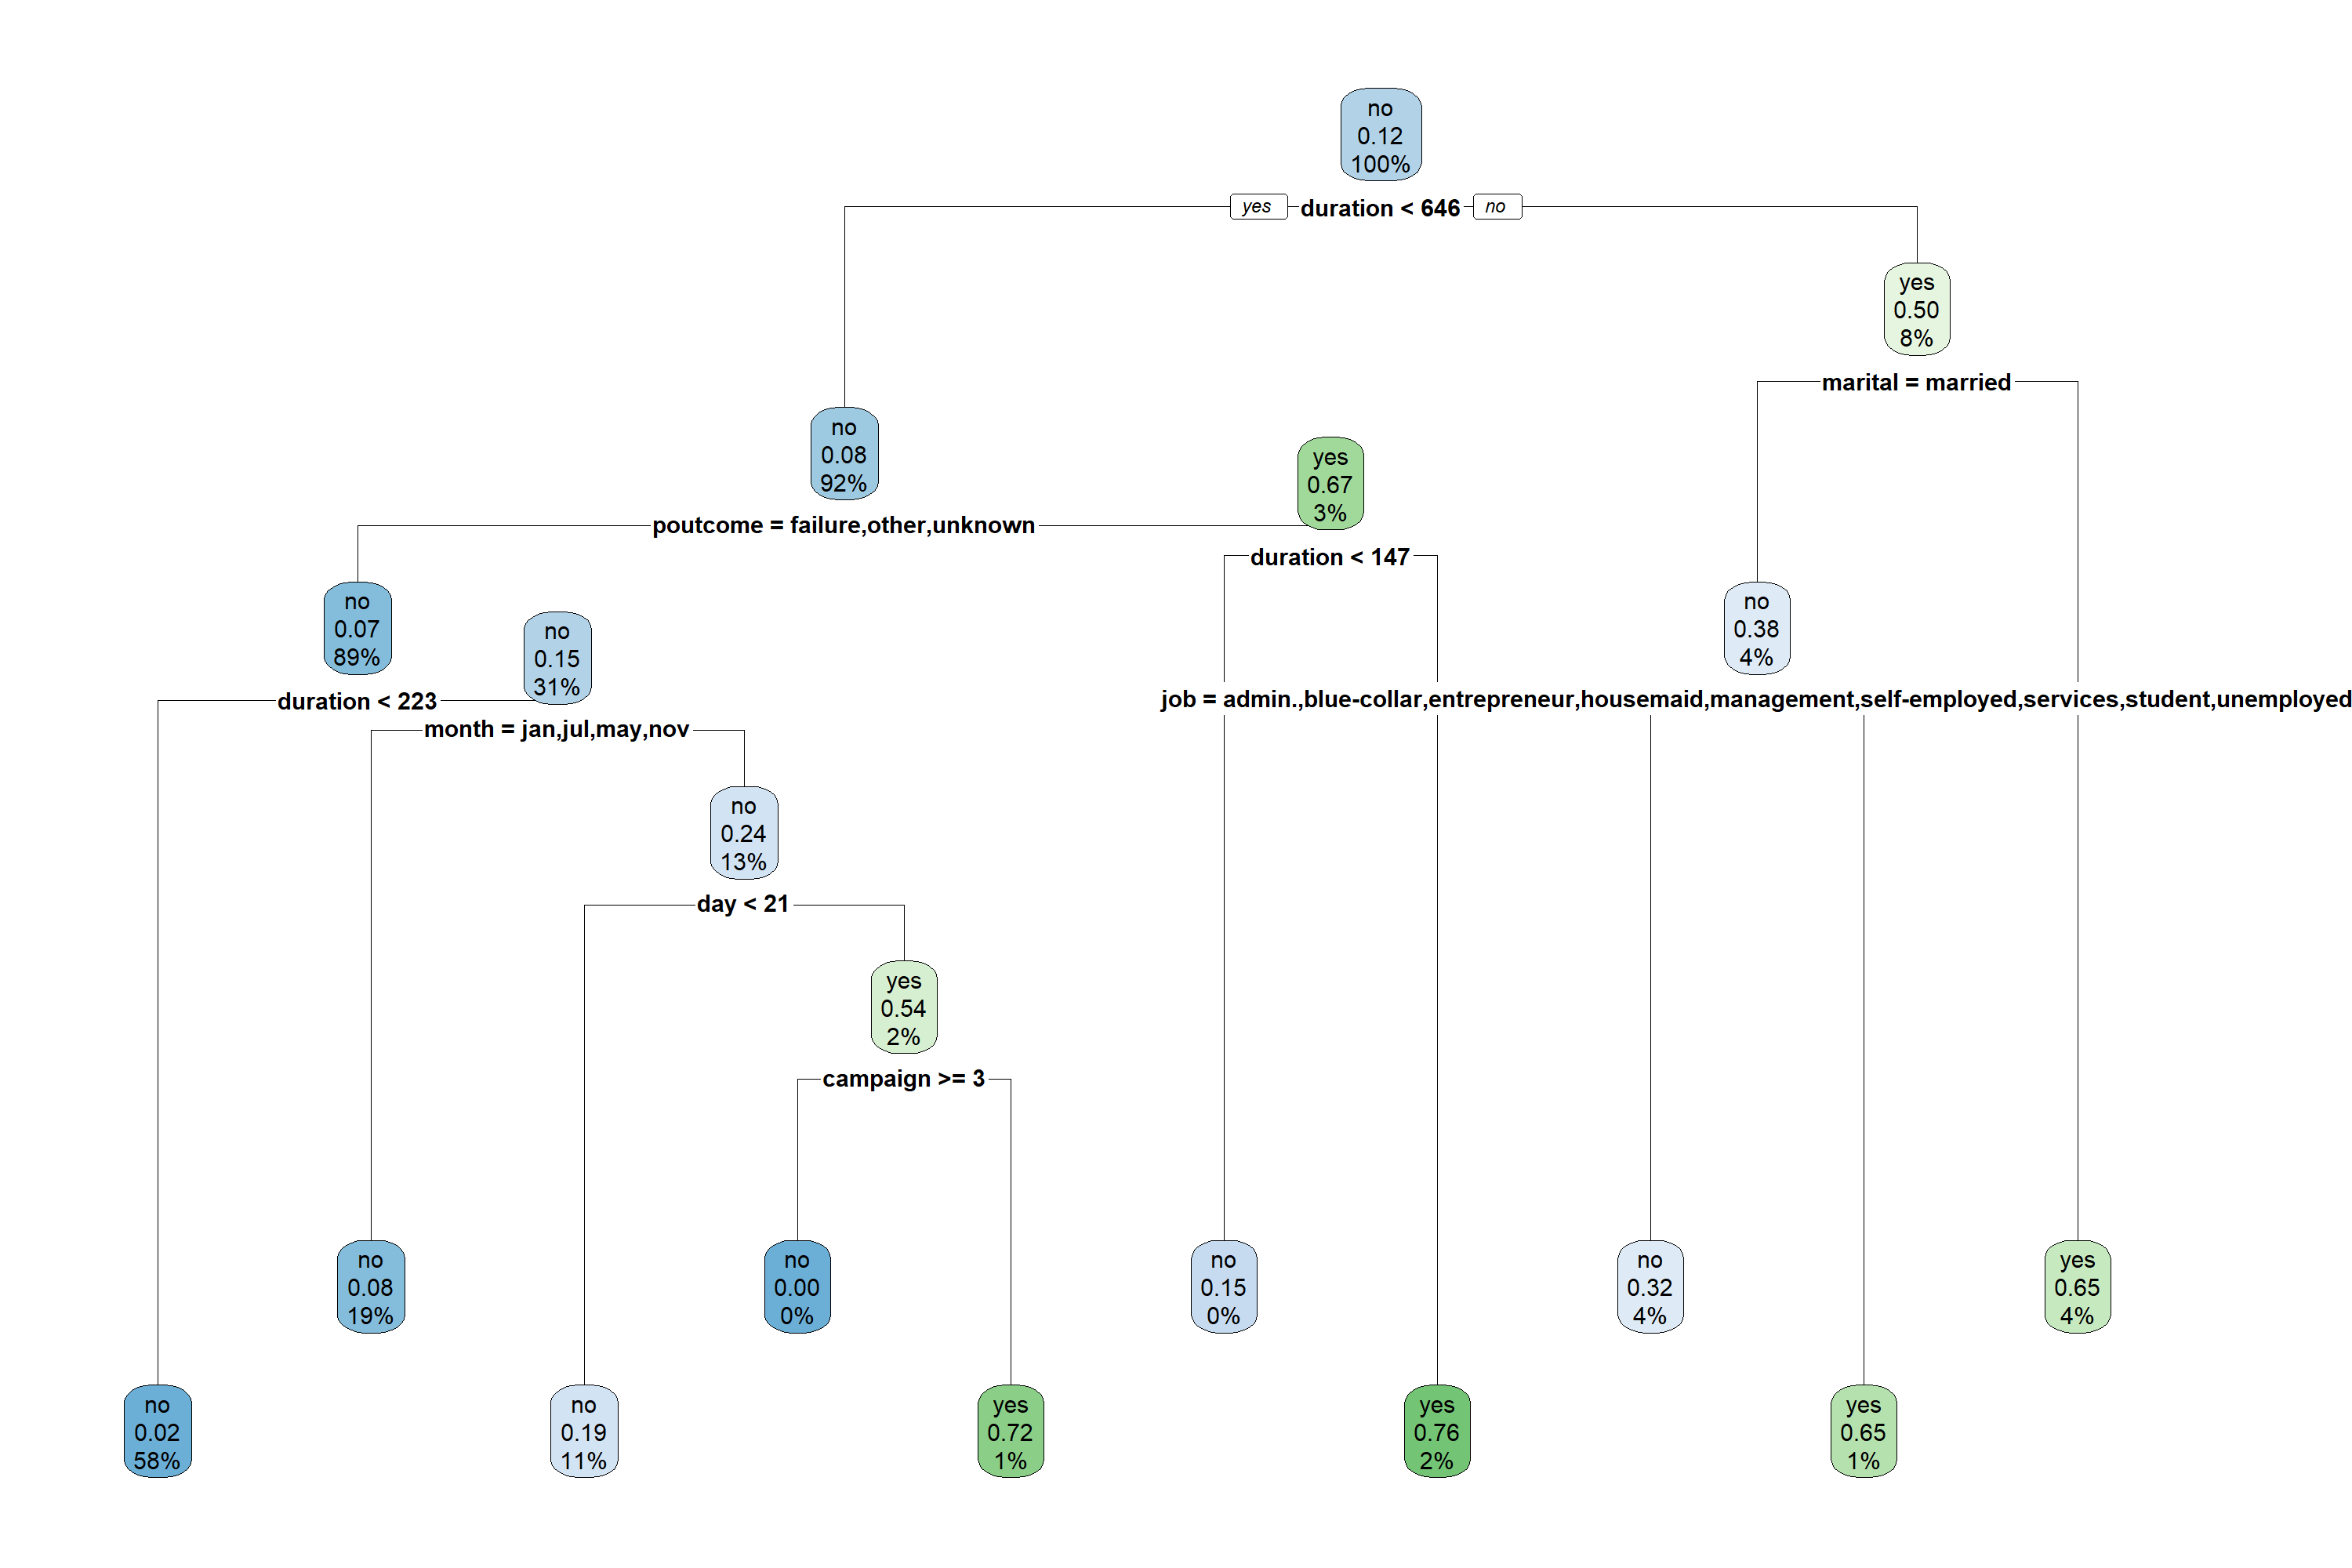 no
0.12
100%
yes
duration < 646
no
yes
0.50
8%
marital = married
no
0.08
92%
yes
0.67
3%
poutcome = failure,other,unknown
duration < 147
no
0.07
89%
no
0.15
31%
no
0.38
4%
duration < 223
job = admin.,blue-collar,entrepreneur,housemaid,management,self-employed,services,student,unemployed
month = jan,jul,may,nov
no
0.24
13%
day < 21
yes
0.54
2%
campaign >= 3
no
0.08
19%
no
0.00
0%
no
0.15
0%
no
0.32
4%
yes
0.65
4%
no
0.02
58%
no
0.19
11%
yes
0.72
1%
yes
0.76
2%
yes
0.65
1%